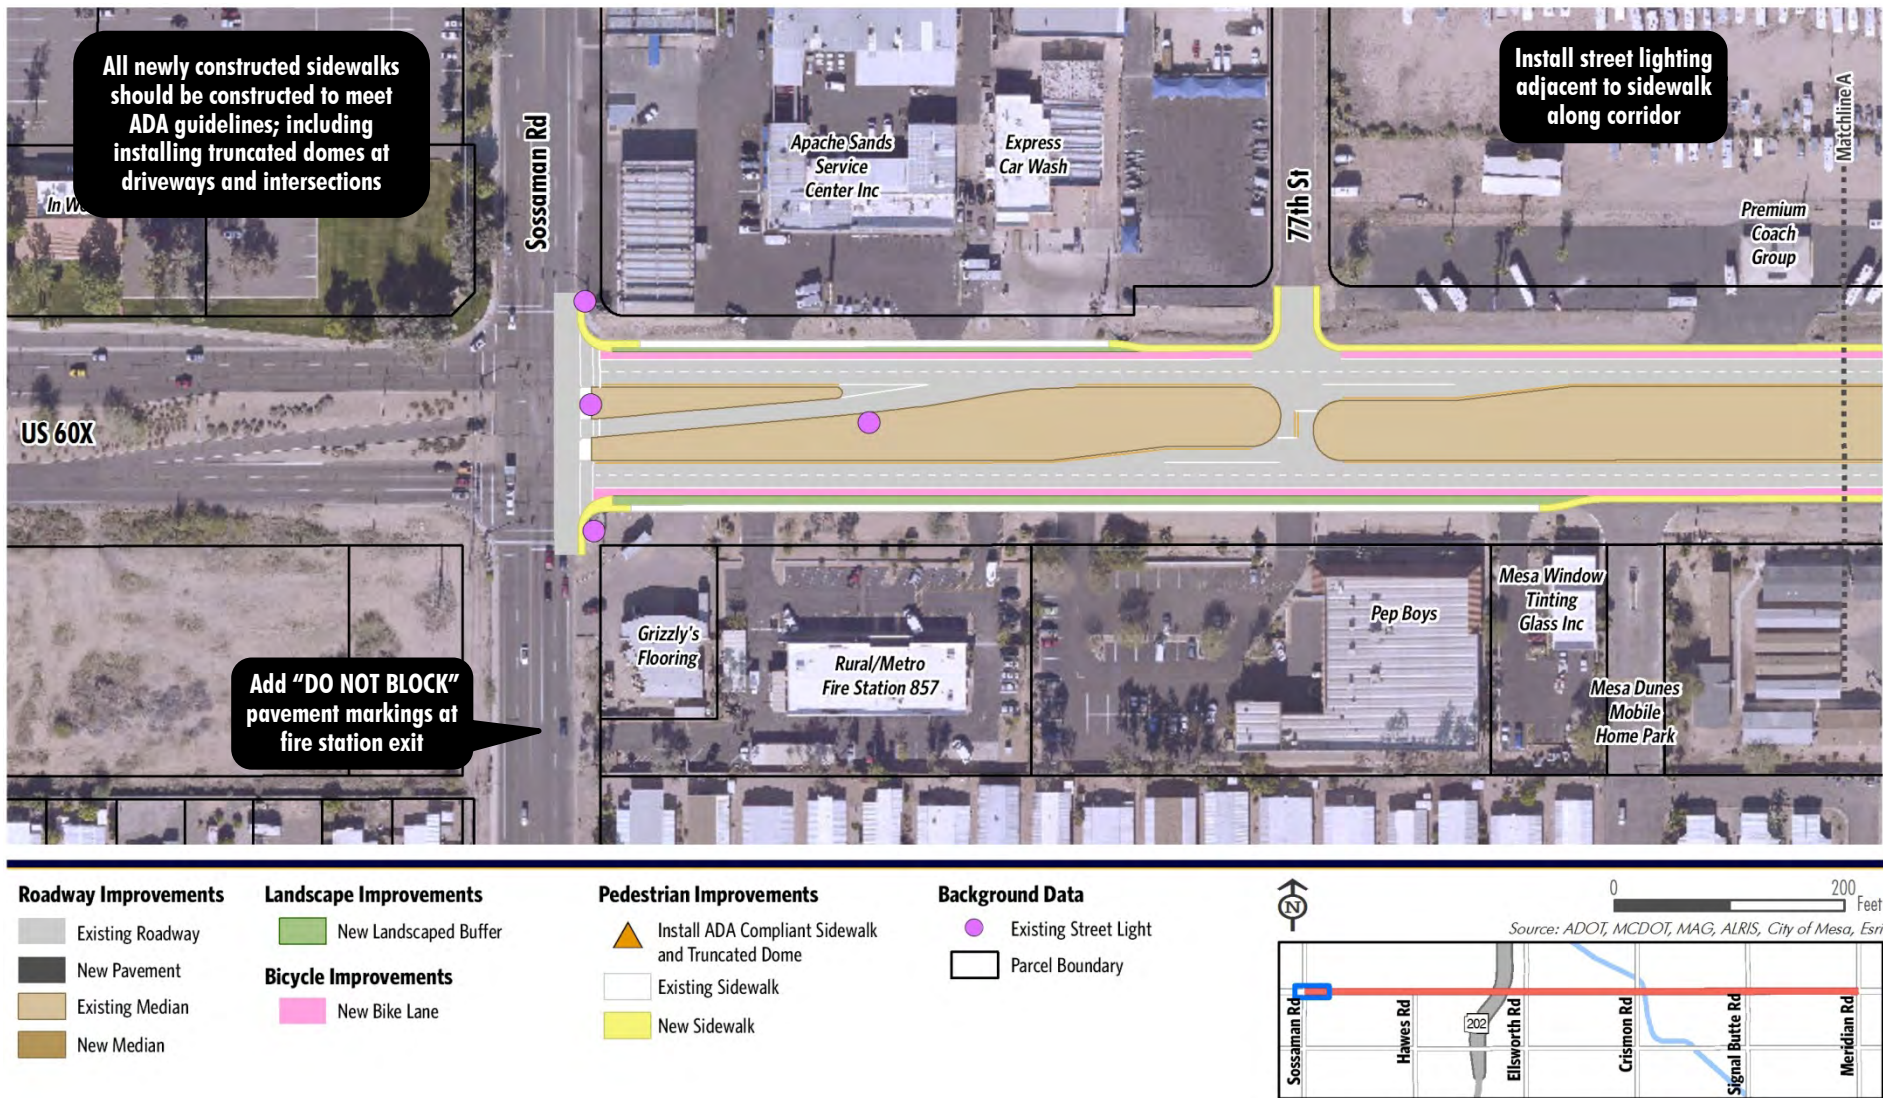 All newly constructed sidewalks
should be constructed to meet
ADA guidelines; including
installing truncated domes at
driveways and intersections
Install street lighting
adjacent to sidewalk
along corridor
Matchline A
In
Sossaman Rd
Apache Sands
Service
Center Inc
Express
Car Wash
77th St
Premium
Coach
Group
US 60X
Grizzly's
Flooring
Rural/Metro
Fire Station 857
Pep Boys
Mesa Window
Tinting
Glass Inc
Mesa Dunes
Mobile
Home Park
Add “DO NOT BLOCK”
pavement markings at
fire station exit
Roadway Improvements
Existing Roadway
New Pavement
Existing Median
New Median
Landscape Improvements
New Landscaped Buffer
Bicycle Improvements
New Bike Lane
Pedestrian Improvements
Install ADA Compliant Sidewalk
and Truncated Dome
Existing Sidewalk
New Sidewalk
Background Data
Existing Street Light
Parcel Boundary
N
0 200
Feet
Source: ADOT, MCDOT, MAG, ALRIS, City of Mesa, Esri
Sossaman Rd
Hawes Rd
202
Ellsworth Rd
Crismon Rd
Signal Butte Rd
Meridian Rd